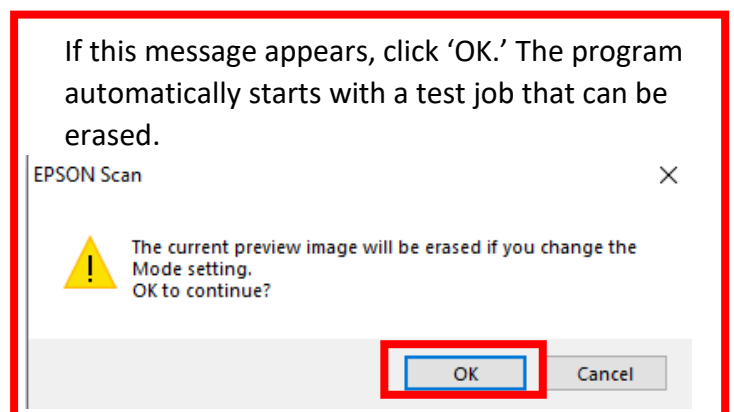 If this message appears, click ‘OK.’ The program
automatically starts with a test job that can be
erased.
EPSON Scan
The current preview image will be erased if you change the
Mode setting.
OK to continue?
OK
Cancel